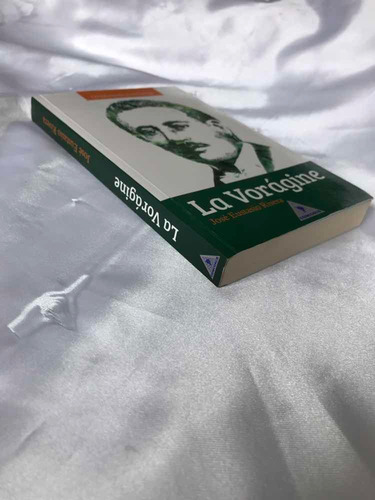 La Vorágine
José Eustasio Rivera
José Eustasio Rivera
La Vorágine